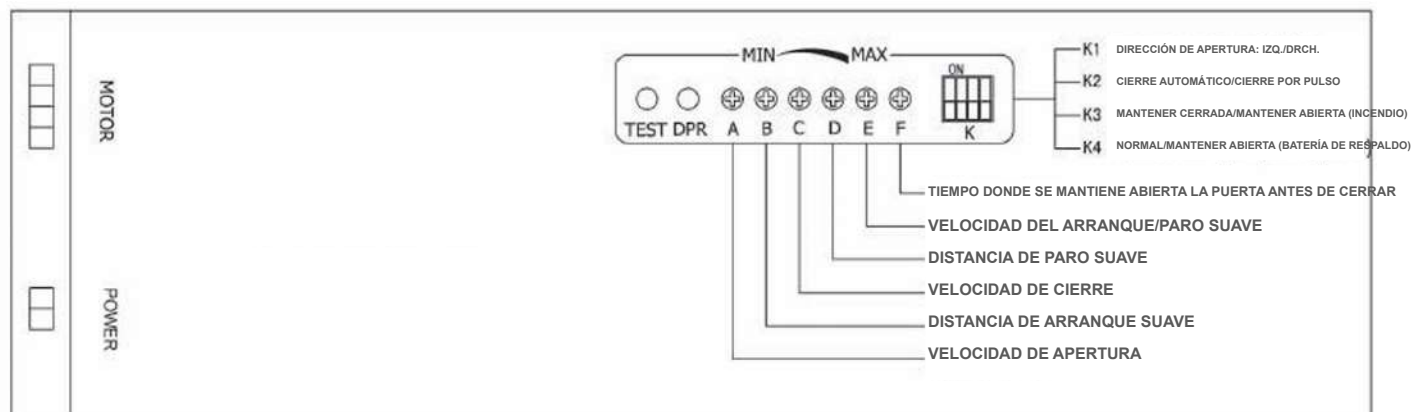 MIN MAX
ON
TEST DPR A B C D E F K
K1 DIRECCIÓN DE APERTURA: IZQ./DRCH.
K2 CIERRE AUTOMÁTICO/CIERRE POR PULSO
K3 MANTENER CERRADA/MANTENER ABIERTA (INCENDIO)
K4 NORMAL/MANTENER ABIERTA (BATERÍA DE RESPALDO)
MOTOR
TIEMPO DONDE SE MANTIENE ABIERTA LA PUERTA ANTES DE CERRAR
VELOCIDAD DEL ARRANQUE/PARO SUAVE
DISTANCIA DE PARO SUAVE
VELOCIDAD DE CIERRE
DISTANCIA DE ARRANQUE SUAVE
VELOCIDAD DE APERTURA
POWER